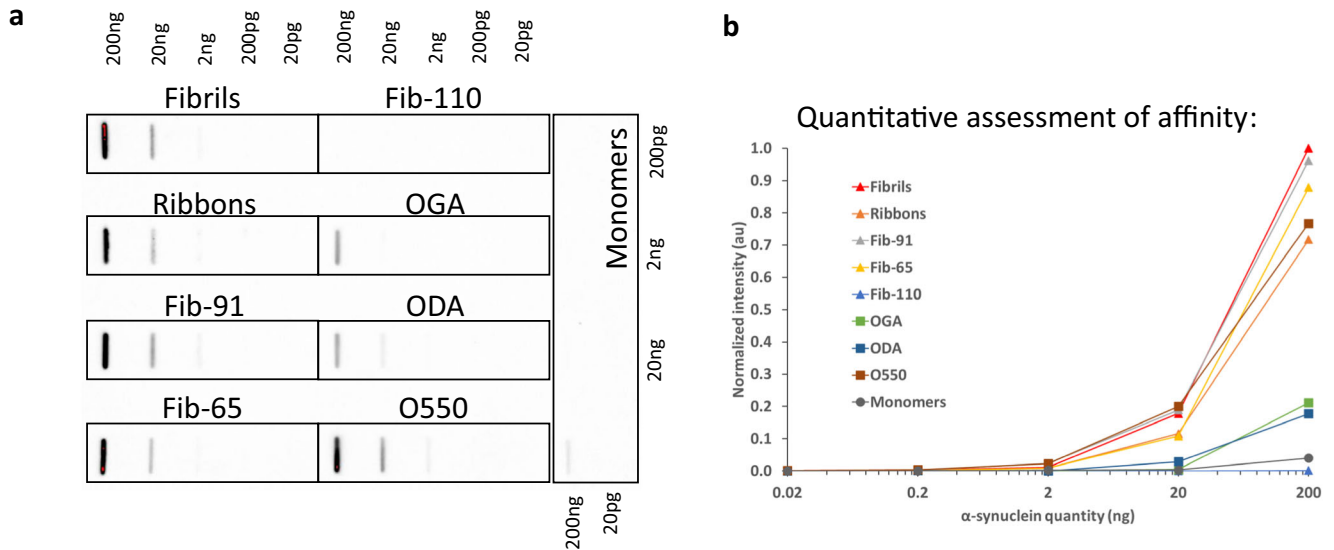 a
200ng 20ng 2ng 200pg 20pg 200ng 20ng 2ng 200pg 20pg
Fibrils Fib-110
Ribbons OGA
Fib-91 ODA
Fib-65 O550
Monomers
200pg
2ng
20ng
200ng 20pg
b
Quantitative assessment of affinity:
Normalized intensity (au)
1.0
0.9
0.8
0.7
0.6
0.5
0.4
0.3
0.2
0.1
0.0
Fibrils
Ribbons
Fib-91
Fib-65
Fib-110
OGA
ODA
O550
Monomers
0.02 0.2 2 20 200
α-synuclein quantity (ng)